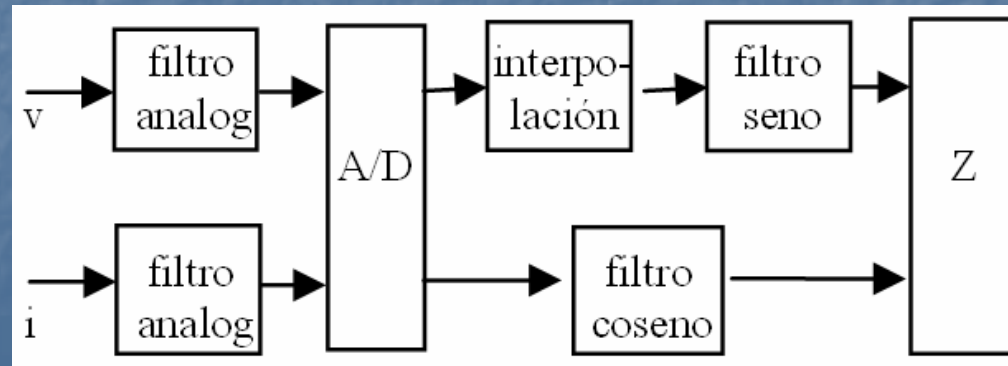 v
filtro
analog
A/D
interpo-
lación
filtro
seno
Z
i
filtro
analog
filtro
coseno